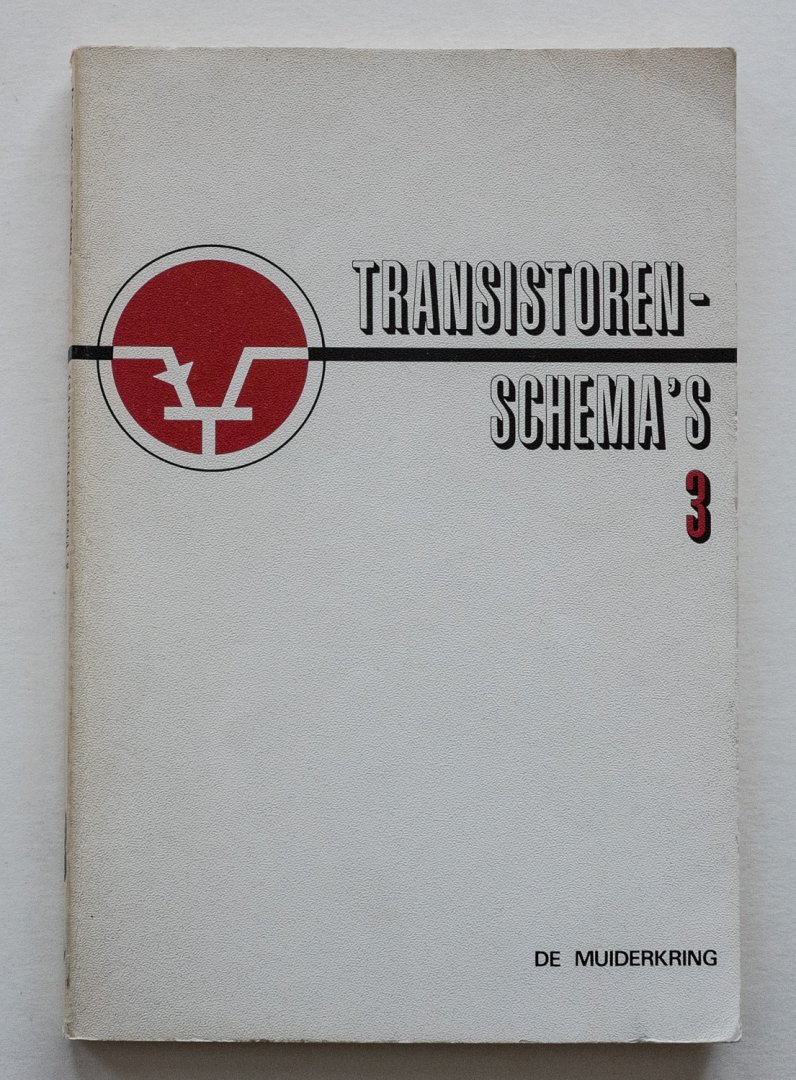 TRANSISTOREN-
SCHEMA'S
3
DE MUIDERKRING